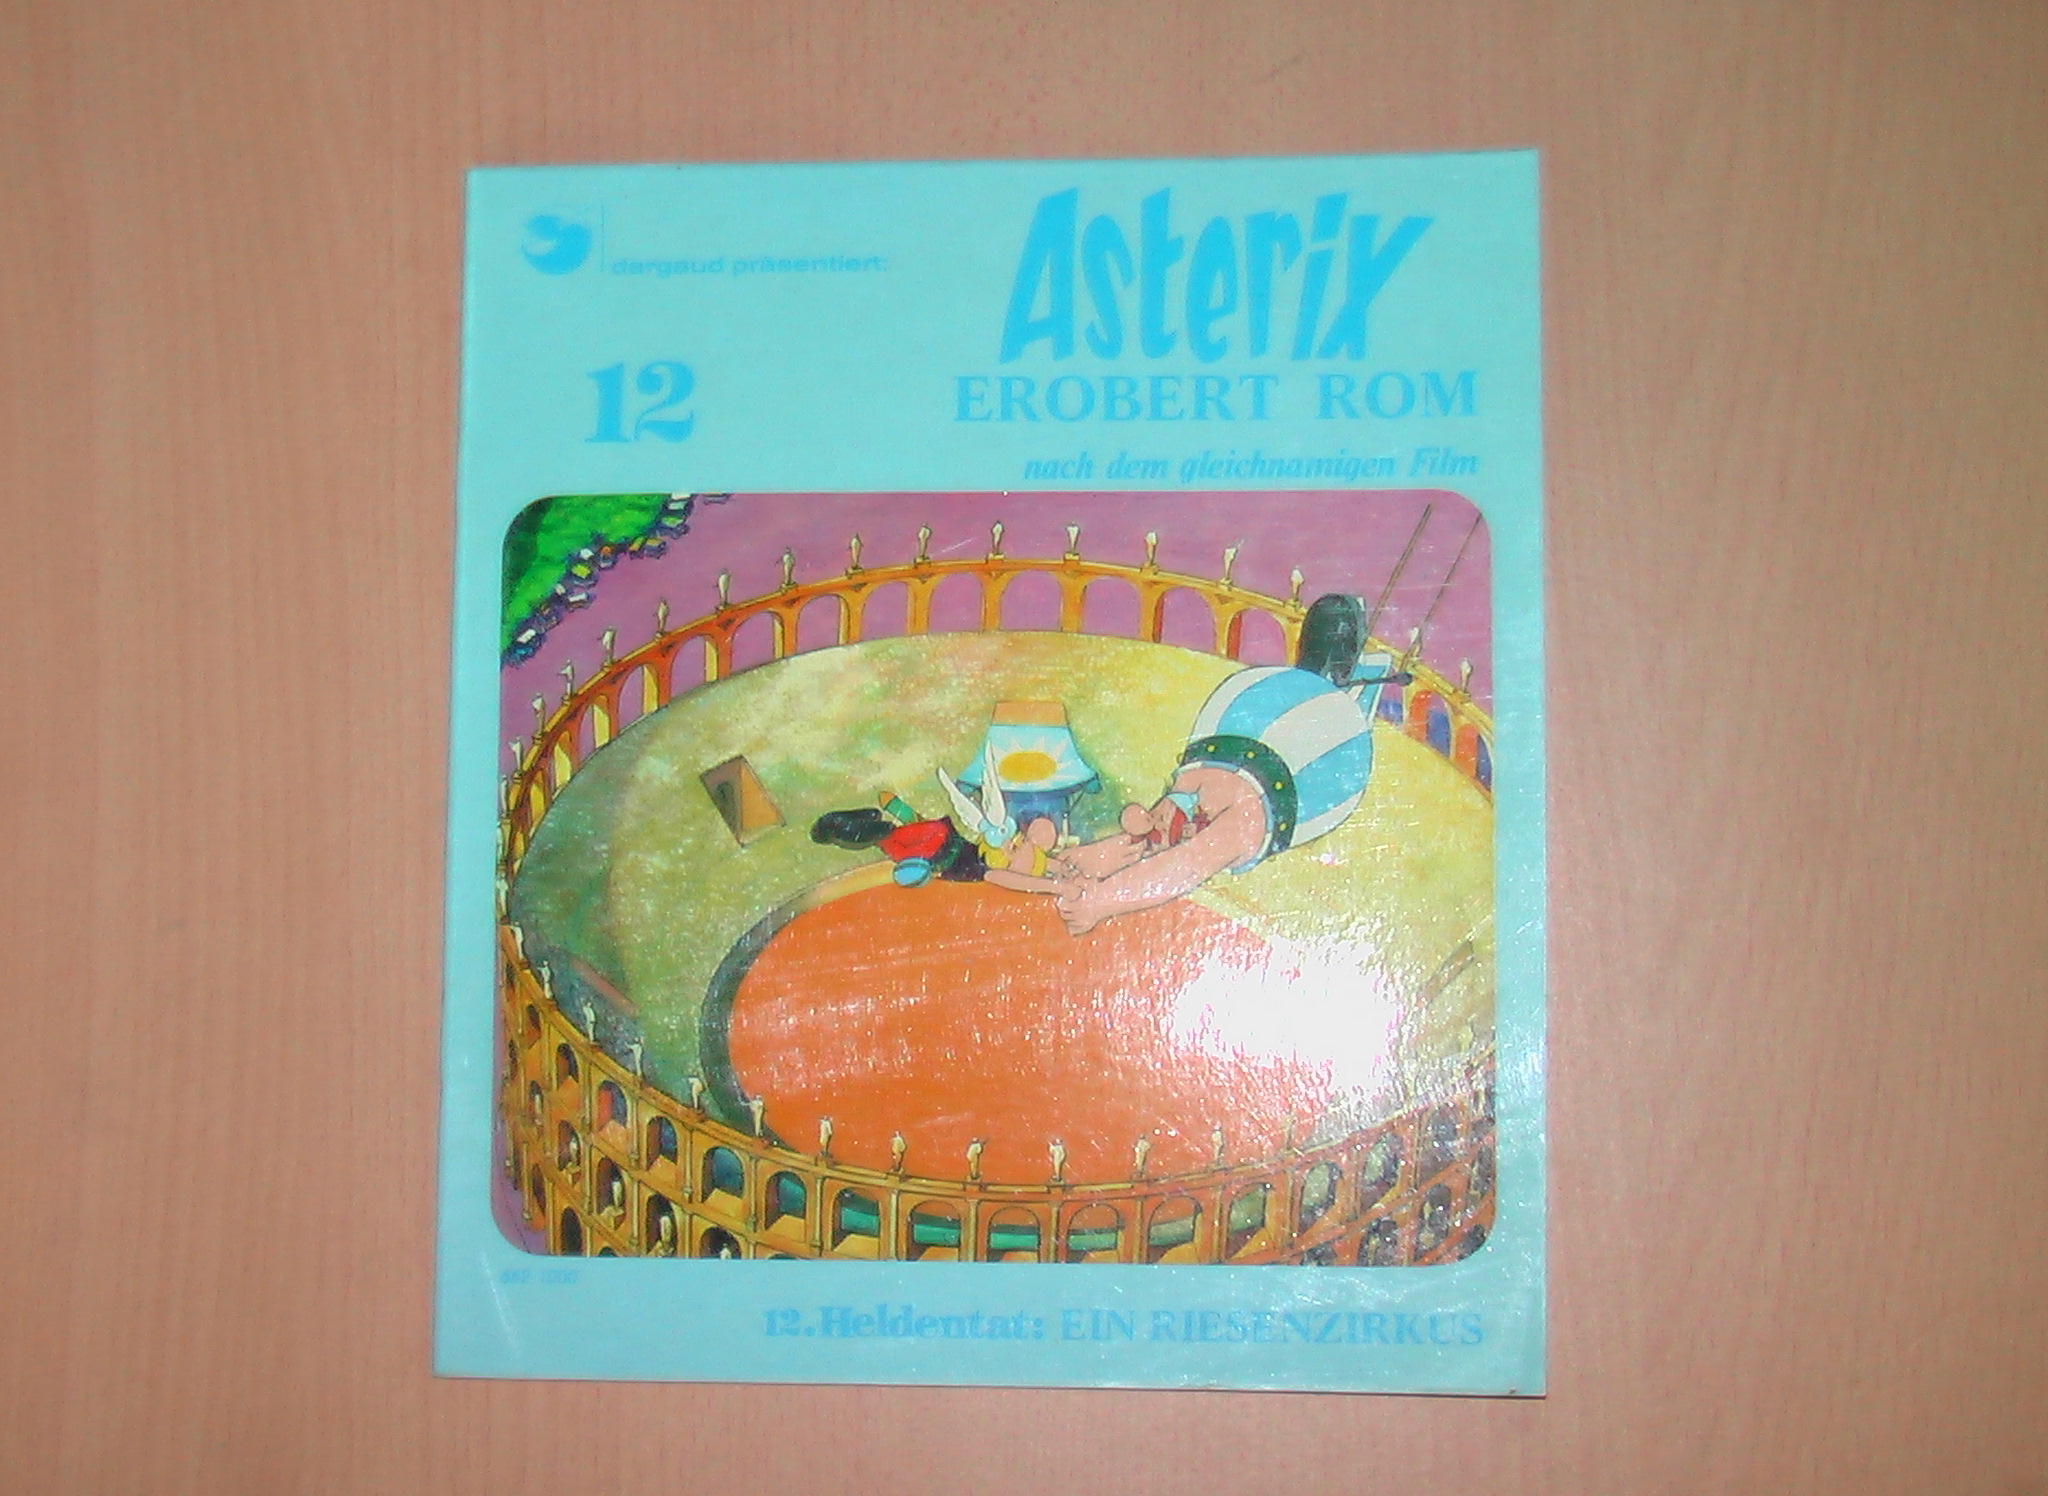 dargaud präsentiert:
Asterix
12
EROBERT ROM
nach dem gleichnamigen Film
12. Heldentat: EIN RIESENZIRKUS